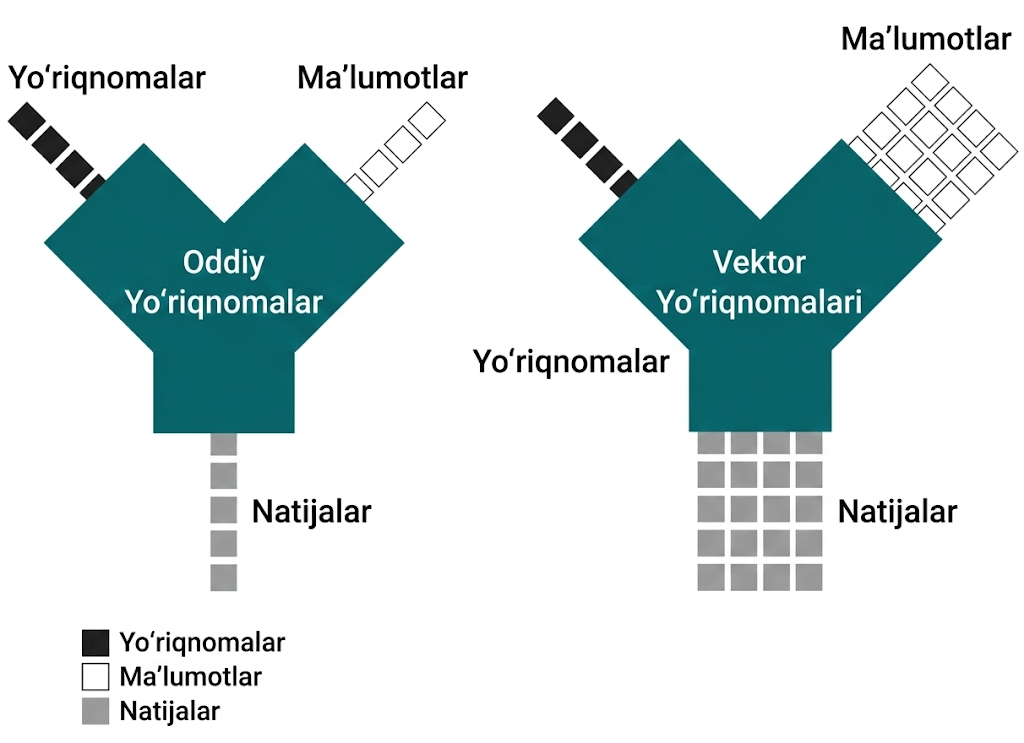 Ma’lumotlar
Yo‘riqnomalar
Ma’lumotlar
Oddiy
Yo‘riqnomalar
Vektor
Yo‘riqnomalari
Yo‘riqnomalar
Natijalar
Natijalar
Yo‘riqnomalar
Ma’lumotlar
Natijalar